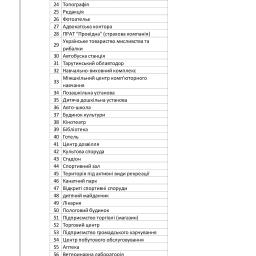 24 Топографія
25 Редакція
26 Фотоательє
27 Адвокатська контора
28 ПРАТ "Провідна" (страхова компанія)
29 Українське товариство мисливства та
рибалки
30 Автобусна станція
31 Тарутинський облавтодор
32 Навчально-виховний комплекс
33 Міжшкільний центр комп'ютерного
навчання
34 Позашкільна установа
35 Дитяча дошкільна установа
36 Авто-школа
37 Будинок культури
38 Кінотеатр
39 Бібліотека
40 Готель
41 Центр дозвілля
42 Культова споруда
43 Стадіон
44 Спортивний зал
45 Територія під активні види рекреації
46 Канатний парк
47 Відкриті спортивні споруди
48 дитячий майданчик
49 Лікарня
50 Пологовий будинок
51 Підприємство торгівлі (магазин)
52 Торговий центр
53 Підприємство громадського харчування
54 Центр побутового обслуговування
55 Аптека
56 Ветеринарна лабораторія